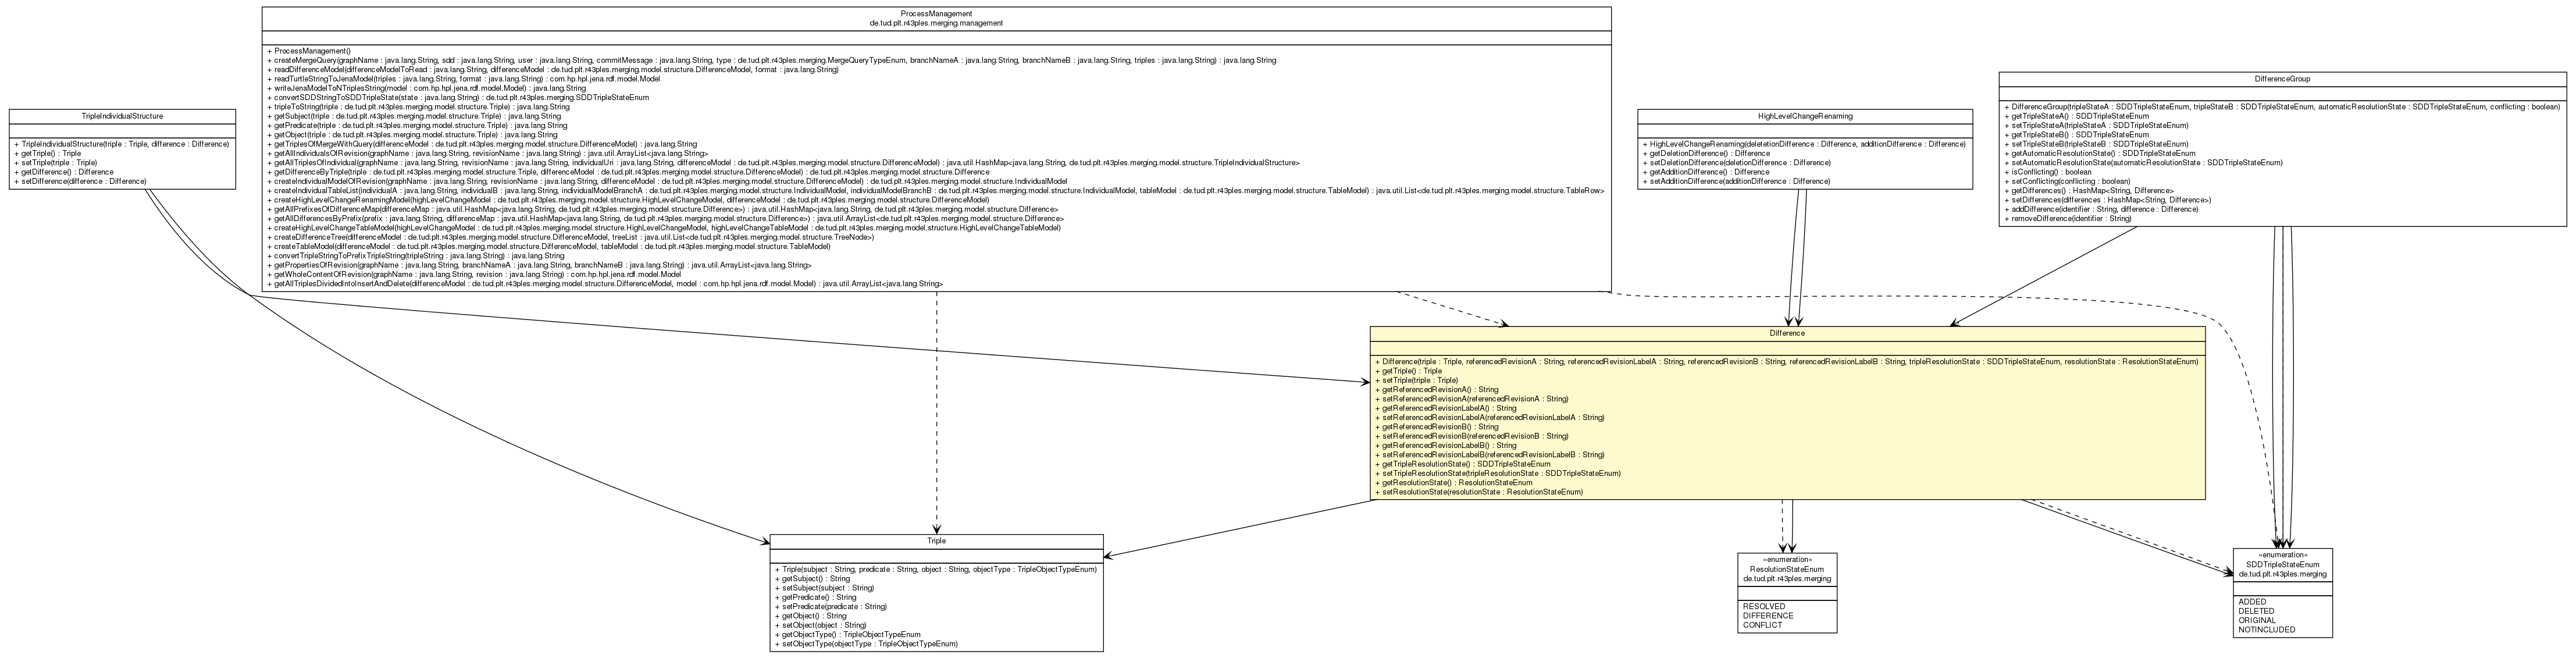 ProcessManagement
de.tud.plt.r43ples.merging.management
+ ProcessManagement()
+ createMergeQuery(graphName : java.lang.String, sdd : java.lang.String, user : java.lang.String, commitMessage : java.lang.String, type : de.tud.plt.r43ples.merging.MergeQueryTypeEnum, branchNameA : java.lang.String, branchNameB : java.lang.String, triples : java.lang.String) : java.lang.String
+ readDifferenceModel(differenceModelToRead : java.lang.String, differenceModel : de.tud.plt.r43ples.merging.model.structure.DifferenceModel, format : java.lang.String)
+ readTurtleStringToJenaModel(triples : java.lang.String, format : java.lang.String) : com.hp.hpl.jena.rdf.model.Model
+ writeJenaModelToNTriplesString(model : com.hp.hpl.jena.rdf.model.Model) : java.lang.String
+ convertSDDStringToSDDTripleState(state : java.lang.String) : de.tud.plt.r43ples.merging.SDDTripleStateEnum
+ tripleToString(triple : de.tud.plt.r43ples.merging.model.structure.Triple) : java.lang.String
+ getSubject(triple : de.tud.plt.r43ples.merging.model.structure.Triple) : java.lang.String
+ getPredicate(triple : de.tud.plt.r43ples.merging.model.structure.Triple) : java.lang.String
+ getObject(triple : de.tud.plt.r43ples.merging.model.structure.Triple) : java.lang.String
+ getTriplesOfMergeWithQuery(differenceModel : de.tud.plt.r43ples.merging.model.structure.DifferenceModel) : java.lang.String
+ getAllIndividualsOfRevision(graphName : java.lang.String, revisionName : java.lang.String) : java.util.ArrayList<java.lang.String>
+ getAllTriplesOfIndividual(graphName : java.lang.String, revisionName : java.lang.String, individualUri : java.lang.String, differenceModel : de.tud.plt.r43ples.merging.model.structure.DifferenceModel) : java.util.HashMap<java.lang.String, de.tud.plt.r43ples.merging.model.structure.TripleIndividualStructure>
+ getDifferenceByTriple(triple : de.tud.plt.r43ples.merging.model.structure.Triple, differenceModel : de.tud.plt.r43ples.merging.model.structure.DifferenceModel) : de.tud.plt.r43ples.merging.model.structure.Difference
+ createIndividualModelOfRevision(graphName : java.lang.String, revisionName : java.lang.String, differenceModel : de.tud.plt.r43ples.merging.model.structure.DifferenceModel) : de.tud.plt.r43ples.merging.model.structure.IndividualModel
+ createIndividualTableList(individualA : java.lang.String, individualB : java.lang.String, individualModelBranchA : de.tud.plt.r43ples.merging.model.structure.IndividualModel, individualModelBranchB : de.tud.plt.r43ples.merging.model.structure.IndividualModel, tableModel : de.tud.plt.r43ples.merging.model.structure.TableModel) : java.util.List<de.tud.plt.r43ples.merging.model.structure.TableRow>
+ createHighLevelChangeRenamingModel(highLevelChangeModel : de.tud.plt.r43ples.merging.model.structure.HighLevelChangeModel, differenceModel : de.tud.plt.r43ples.merging.model.structure.DifferenceModel)
+ getAllPrefixesOfDifferenceMap(differenceMap : java.util.HashMap<java.lang.String, de.tud.plt.r43ples.merging.model.structure.Difference>) : java.util.HashMap<java.lang.String, de.tud.plt.r43ples.merging.model.structure.Difference>
+ getAllDifferencesByPrefix(prefix : java.lang.String, differenceMap : java.util.HashMap<java.lang.String, de.tud.plt.r43ples.merging.model.structure.Difference>) : java.util.ArrayList<de.tud.plt.r43ples.merging.model.structure.Difference>
+ createHighLevelChangeTableModel(highLevelChangeModel : de.tud.plt.r43ples.merging.model.structure.HighLevelChangeModel, highLevelChangeTableModel : de.tud.plt.r43ples.merging.model.structure.HighLevelChangeTableModel)
+ createDifferenceTree(differenceModel : de.tud.plt.r43ples.merging.model.structure.DifferenceModel, treeList : java.util.List<de.tud.plt.r43ples.merging.model.structure.TreeNode>)
+ createTableModel(differenceModel : de.tud.plt.r43ples.merging.model.structure.DifferenceModel, tableModel : de.tud.plt.r43ples.merging.model.structure.TableModel)
+ convertTripleStringToPrefixTripleString(tripleString : java.lang.String) : java.lang.String
+ getPropertiesOfRevision(graphName : java.lang.String, branchNameA : java.lang.String, branchNameB : java.lang.String) : java.util.ArrayList<java.lang.String>
+ getWholeContentOfRevision(graphName : java.lang.String, revision : java.lang.String) : com.hp.hpl.jena.rdf.model.Model
+ getAllTriplesDividedIntoInsertAndDelete(differenceModel : de.tud.plt.r43ples.merging.model.structure.DifferenceModel, model : com.hp.hpl.jena.rdf.model.Model) : java.util.ArrayList<java.lang.String>
TripleIndividualStructure
+ TripleIndividualStructure(triple : Triple, difference : Difference)
+ getTriple() : Triple
+ setTriple(triple : Triple)
+ getDifference() : Difference
+ setDifference(difference : Difference)
HighLevelChangeRenaming
+ HighLevelChangeRenaming(deletionDifference : Difference, additionDifference : Difference)
+ getDeletionDifference() : Difference
+ setDeletionDifference(deletionDifference : Difference)
+ getAdditionDifference() : Difference
+ setAdditionDifference(additionDifference : Difference)
DifferenceGroup
+ DifferenceGroup(tripleStateA : SDDTripleStateEnum, tripleStateB : SDDTripleStateEnum, automaticResolutionState : SDDTripleStateEnum, conflicting : boolean)
+ getTripleStateA() : SDDTripleStateEnum
+ setTripleStateA(tripleStateA : SDDTripleStateEnum)
+ getTripleStateB() : SDDTripleStateEnum
+ setTripleStateB(tripleStateB : SDDTripleStateEnum)
+ getAutomaticResolutionState() : SDDTripleStateEnum
+ setAutomaticResolutionState(automaticResolutionState : SDDTripleStateEnum)
+ isConflicting() : boolean
+ setConflicting(conflicting : boolean)
+ getDifferences() : HashMap<String, Difference>
+ setDifferences(differences : HashMap<String, Difference>)
+ addDifference(identifier : String, difference : Difference)
+ removeDifference(identifier : String)
Difference
+ Difference(triple : Triple, referencedRevisionA : String, referencedRevisionLabelA : String, referencedRevisionB : String, referencedRevisionLabelB : String, tripleResolutionState : SDDTripleStateEnum, resolutionState : ResolutionStateEnum)
+ getTriple() : Triple
+ setTriple(triple : Triple)
+ getReferencedRevisionA() : String
+ setReferencedRevisionA(referencedRevisionA : String)
+ getReferencedRevisionLabelA() : String
+ setReferencedRevisionLabelA(referencedRevisionLabelA : String)
+ getReferencedRevisionB() : String
+ setReferencedRevisionB(referencedRevisionB : String)
+ getReferencedRevisionLabelB() : String
+ setReferencedRevisionLabelB(referencedRevisionLabelB : String)
+ getTripleResolutionState() : SDDTripleStateEnum
+ setTripleResolutionState(tripleResolutionState : SDDTripleStateEnum)
+ getResolutionState() : ResolutionStateEnum
+ setResolutionState(resolutionState : ResolutionStateEnum)
Triple
+ Triple(subject : String, predicate : String, object : String, objectType : TripleObjectTypeEnum)
+ getSubject() : String
+ setSubject(subject : String)
+ getPredicate() : String
+ setPredicate(predicate : String)
+ getObject() : String
+ setObject(object : String)
+ getObjectType() : TripleObjectTypeEnum
+ setObjectType(objectType : TripleObjectTypeEnum)
«enumeration»
ResolutionStateEnum
de.tud.plt.r43ples.merging
RESOLVED
DIFFERENCE
CONFLICT
«enumeration»
SDDTripleStateEnum
de.tud.plt.r43ples.merging
ADDED
DELETED
ORIGINAL
NOTINCLUDED